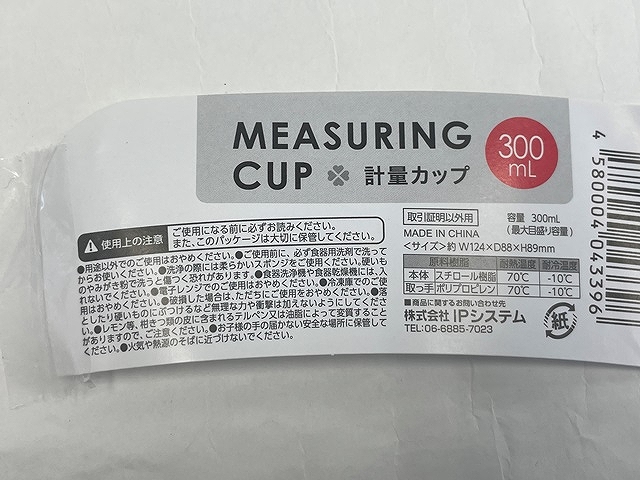 MEASURING
CUP 計量カップ
300
mL
4 580004 043396
使用上の注意
ご使用になる前に必ずお読みください。
また、このパッケージは大切に保管してください。
●用途以外でのご使用はおやめください。●ご使用前に、必ず食器用洗剤で洗って
からお使いください。●洗浄の際には柔らかいスポンジをご使用ください。硬いも
のやみがき粉で洗うと傷つく恐れがあります。●食器洗浄機や食器乾燥機には、入
れないでください。●電子レンジでのご使用はおやめください。●冷凍庫でのご使
用はおやめください。●破損した場合は、ただちにご使用をおやめください。●落
としたり硬いものにぶつけるなど無理な力や衝撃は加えないようにしてください。
●レモン等、柑きつ類の皮に含まれるテルペン又は油脂によって変質すること
がありますので、ご注意ください。●お子様の手の届かない安全な場所に保管して
ください。●火気や熱源のそばに近づけないでください。
取引証明以外用
容量 300mL
MADE IN CHINA
(最大目盛り容量)
<サイズ>約 W124×D88×H89mm
原料樹脂 耐熱温度 耐冷温度
本体 スチロール樹脂 70℃ -10℃
取っ手 ポリプロピレン 70℃ -10℃
■商品に関するお問い合わせ先
株式会社 IPシステム
TEL:06-6885-7023
紙